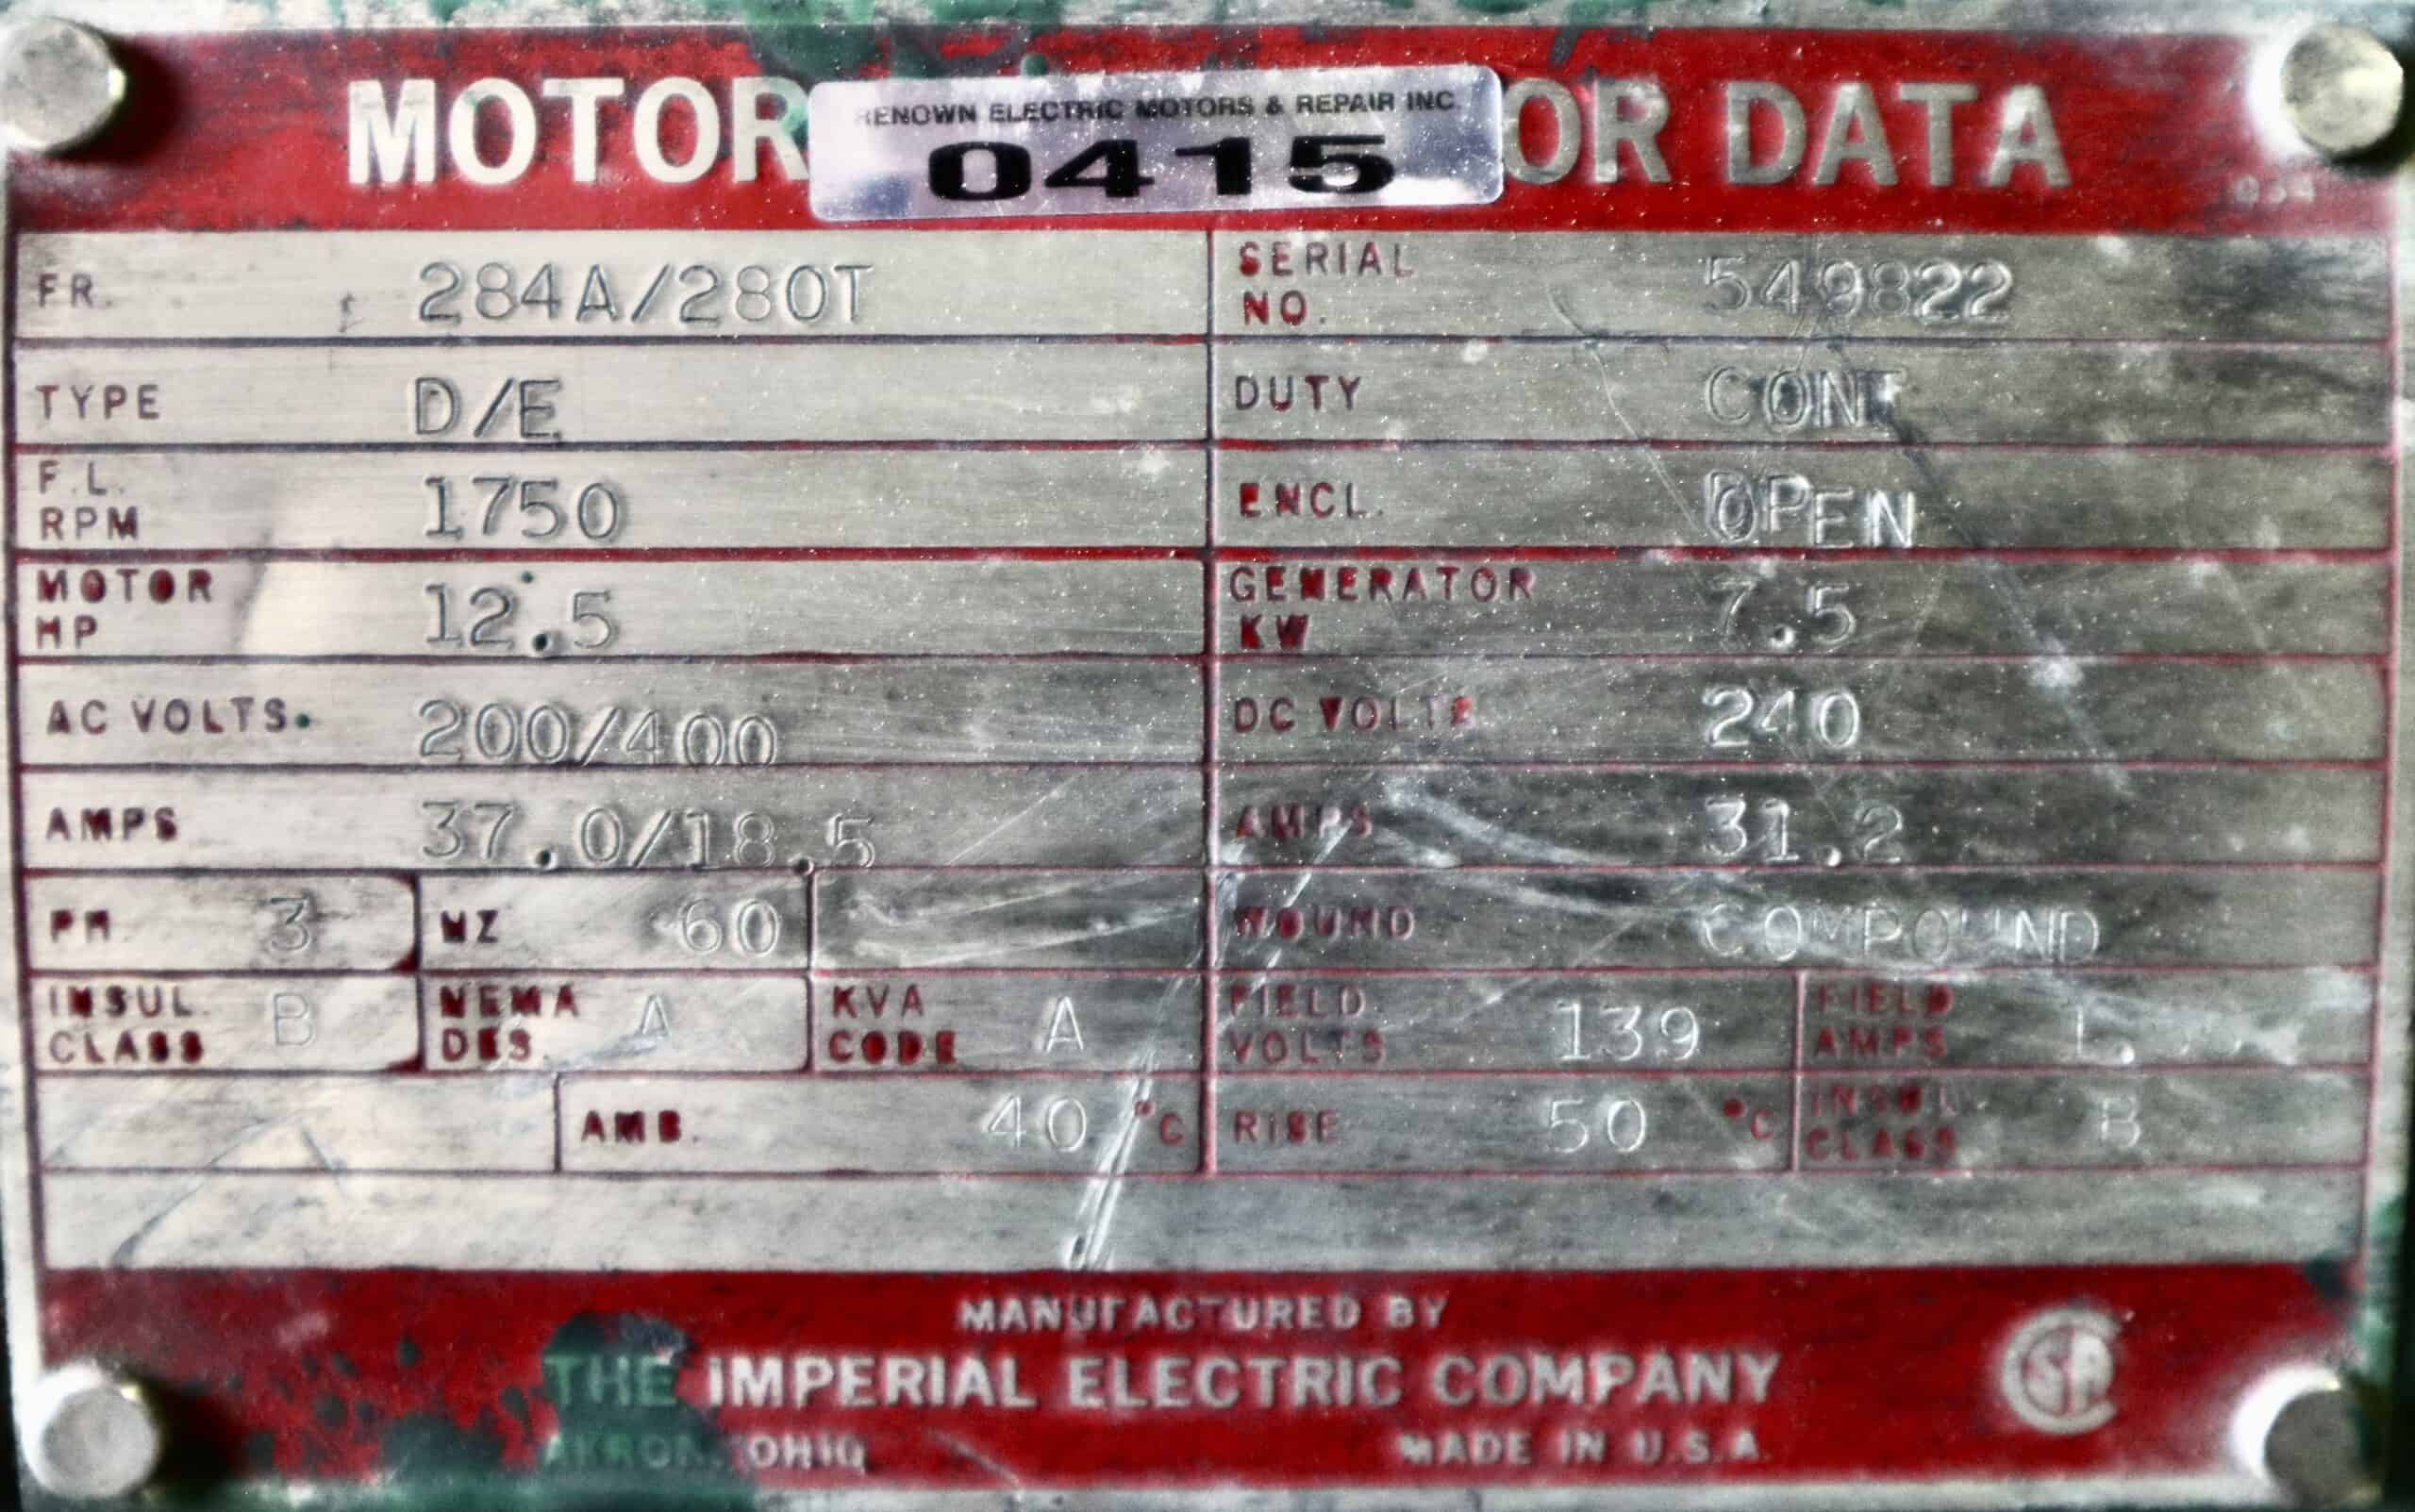 MOTOR OR DATA
RENOWN ELECTRIC MOTORS & REPAIR INC.
0415
FR. 284A/280T
SERIAL NO. 549822
TYPE D/E
DUTY CONT
F.L. RPM 1750
ENCL. OPEN
MOTOR HP 12.5
GENERATOR KW 7.5
AC VOLTS 200/400
DC VOLTS 240
AMPS 37.0/18.5
AMPS 31.2
PH. 3 HZ 60
WOUND COMPOUND
INSUL. CLASS B NEMA DES. A KVA CODE A
FIELD VOLTS 139 FIELD AMPS
AMB. 40 °C
RISE 50 °C INSUL. CLASS B
MANUFACTURED BY
THE IMPERIAL ELECTRIC COMPANY
AKRON, OHIO MADE IN U.S.A.